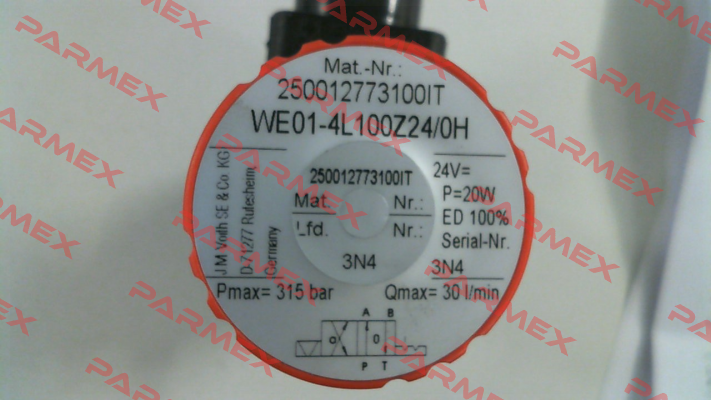 Mat.-Nr.:
250012773100IT
WE01-4L100Z24/0H
J.M.Voith SE & Co. KG
D-71277 Rutesheim
Germany
250012773100IT
Mat. Nr.:
Lfd. Nr.:
3N4
24V=
P=20W
ED 100%
Serial-Nr.
3N4
Pmax= 315 bar
Qmax= 30 l/min
A B
a 0
P T
PARMEX
PARMEX
PARMEX
PARMEX
PARMEX
PARMEX
PARMEX
PARMEX
PARMEX
PARMEX